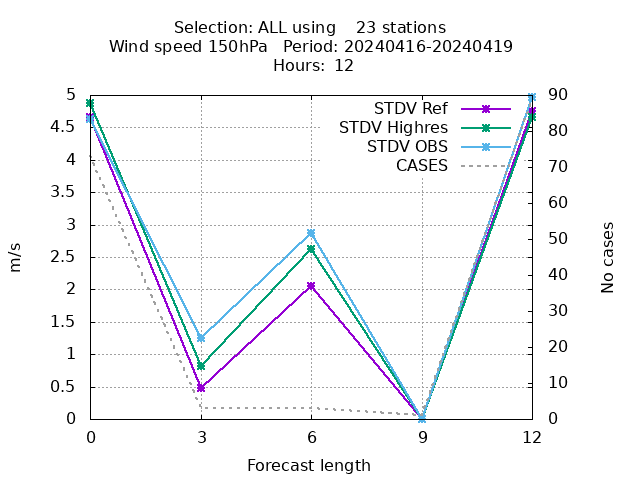 Selection: ALL using    23 stations
Wind speed 150hPa   Period: 20240416-20240419
Hours: 12
STDV Ref
STDV Highres
STDV OBS
CASES
5
4.5
4
3.5
3
2.5
2
1.5
1
0.5
0
90
80
70
60
50
40
30
20
10
0
m/s
No cases
0 3 6 9 12
Forecast length